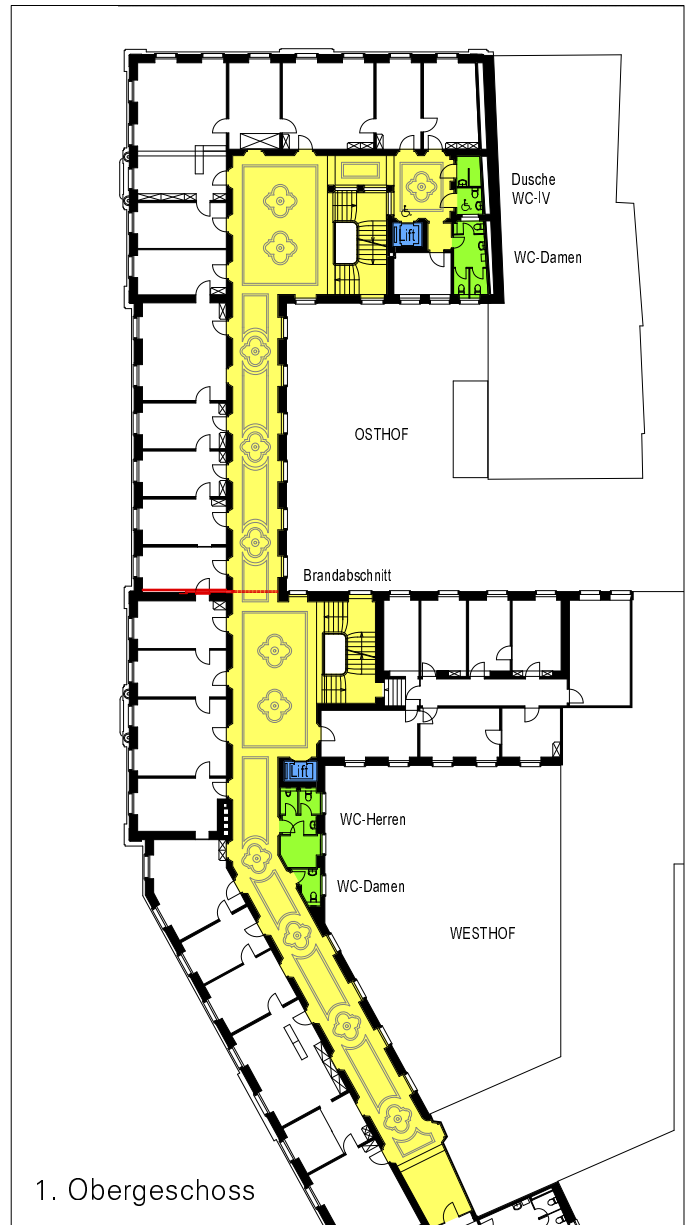 Dusche
WC-IV
Lift
WC-Damen
OSTHOF
Brandabschnitt
Lift
WC-Herren
WC-Damen
WESTHOF
1. Obergeschoss